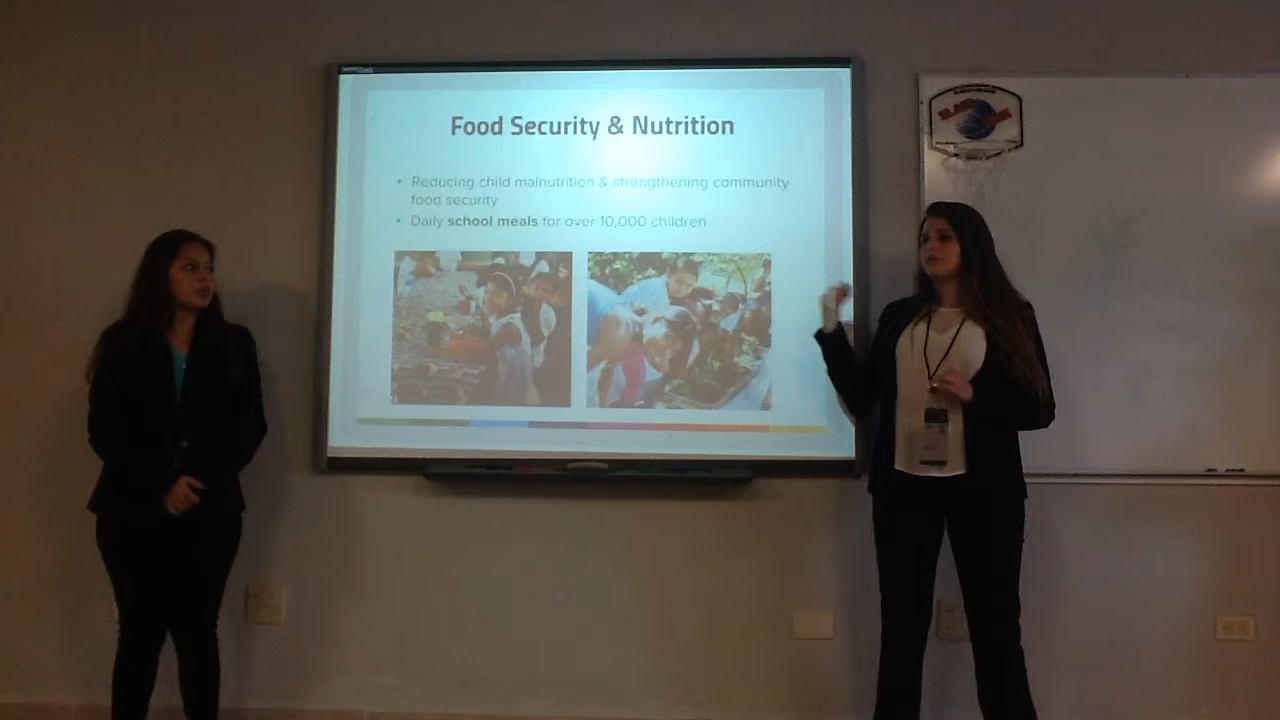 Food Security & Nutrition
• Reducing child malnutrition & strengthening community
food security
• Daily school meals for over 10,000 children